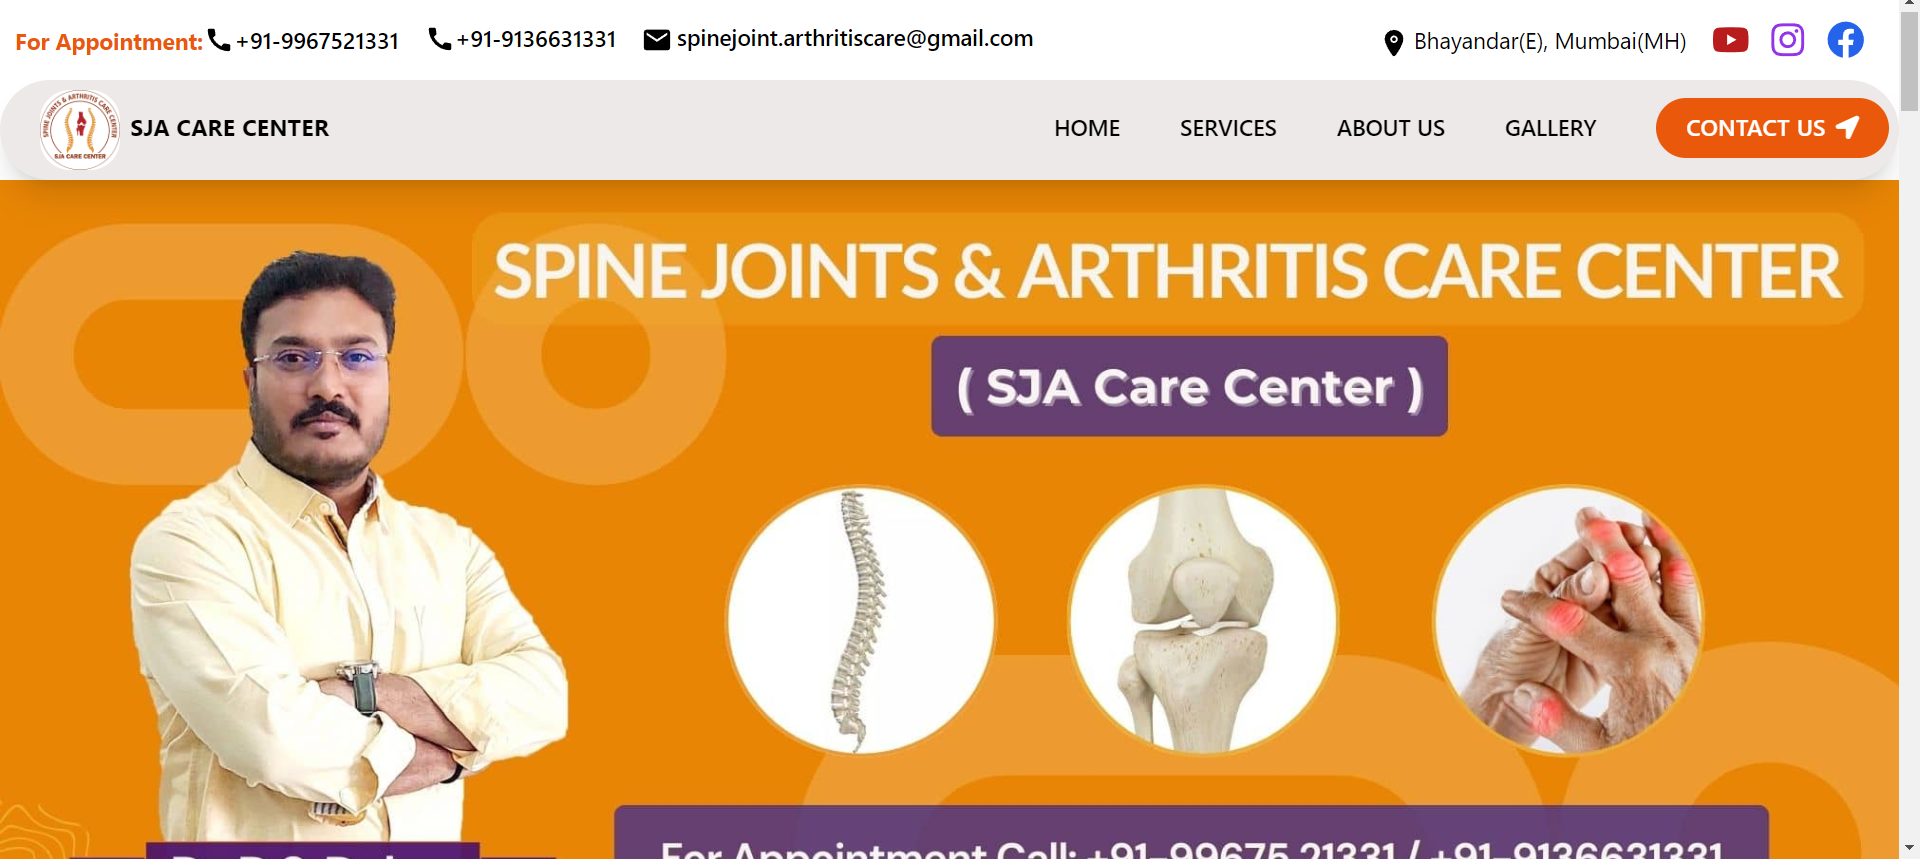 For Appointment: +91-9967521331 +91-9136631331 spinejoint.arthritiscare@gmail.com Bhayandar(E), Mumbai(MH)
SPINE JOINTS & ARTHRITIS CARE CENTER
SJA CARE CENTER
SJA CARE CENTER HOME SERVICES ABOUT US GALLERY CONTACT US
SPINE JOINTS & ARTHRITIS CARE CENTER
( SJA Care Center )
For Appointment Call: +91-99675 21331 / +91-9136631331